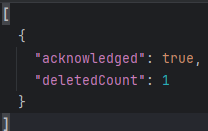 [
  {
    "acknowledged": true,
    "deletedCount": 1
  }
]